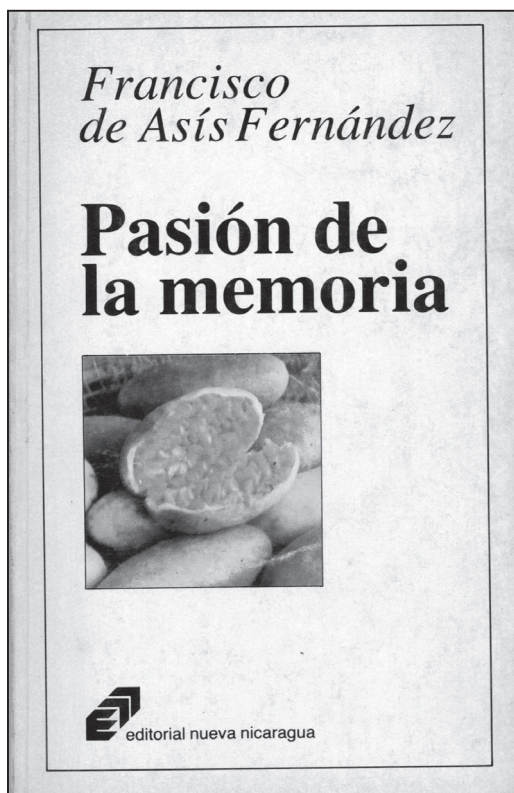 Francisco
de Asís Fernández
Pasión de
la memoria
editorial nueva nicaragua